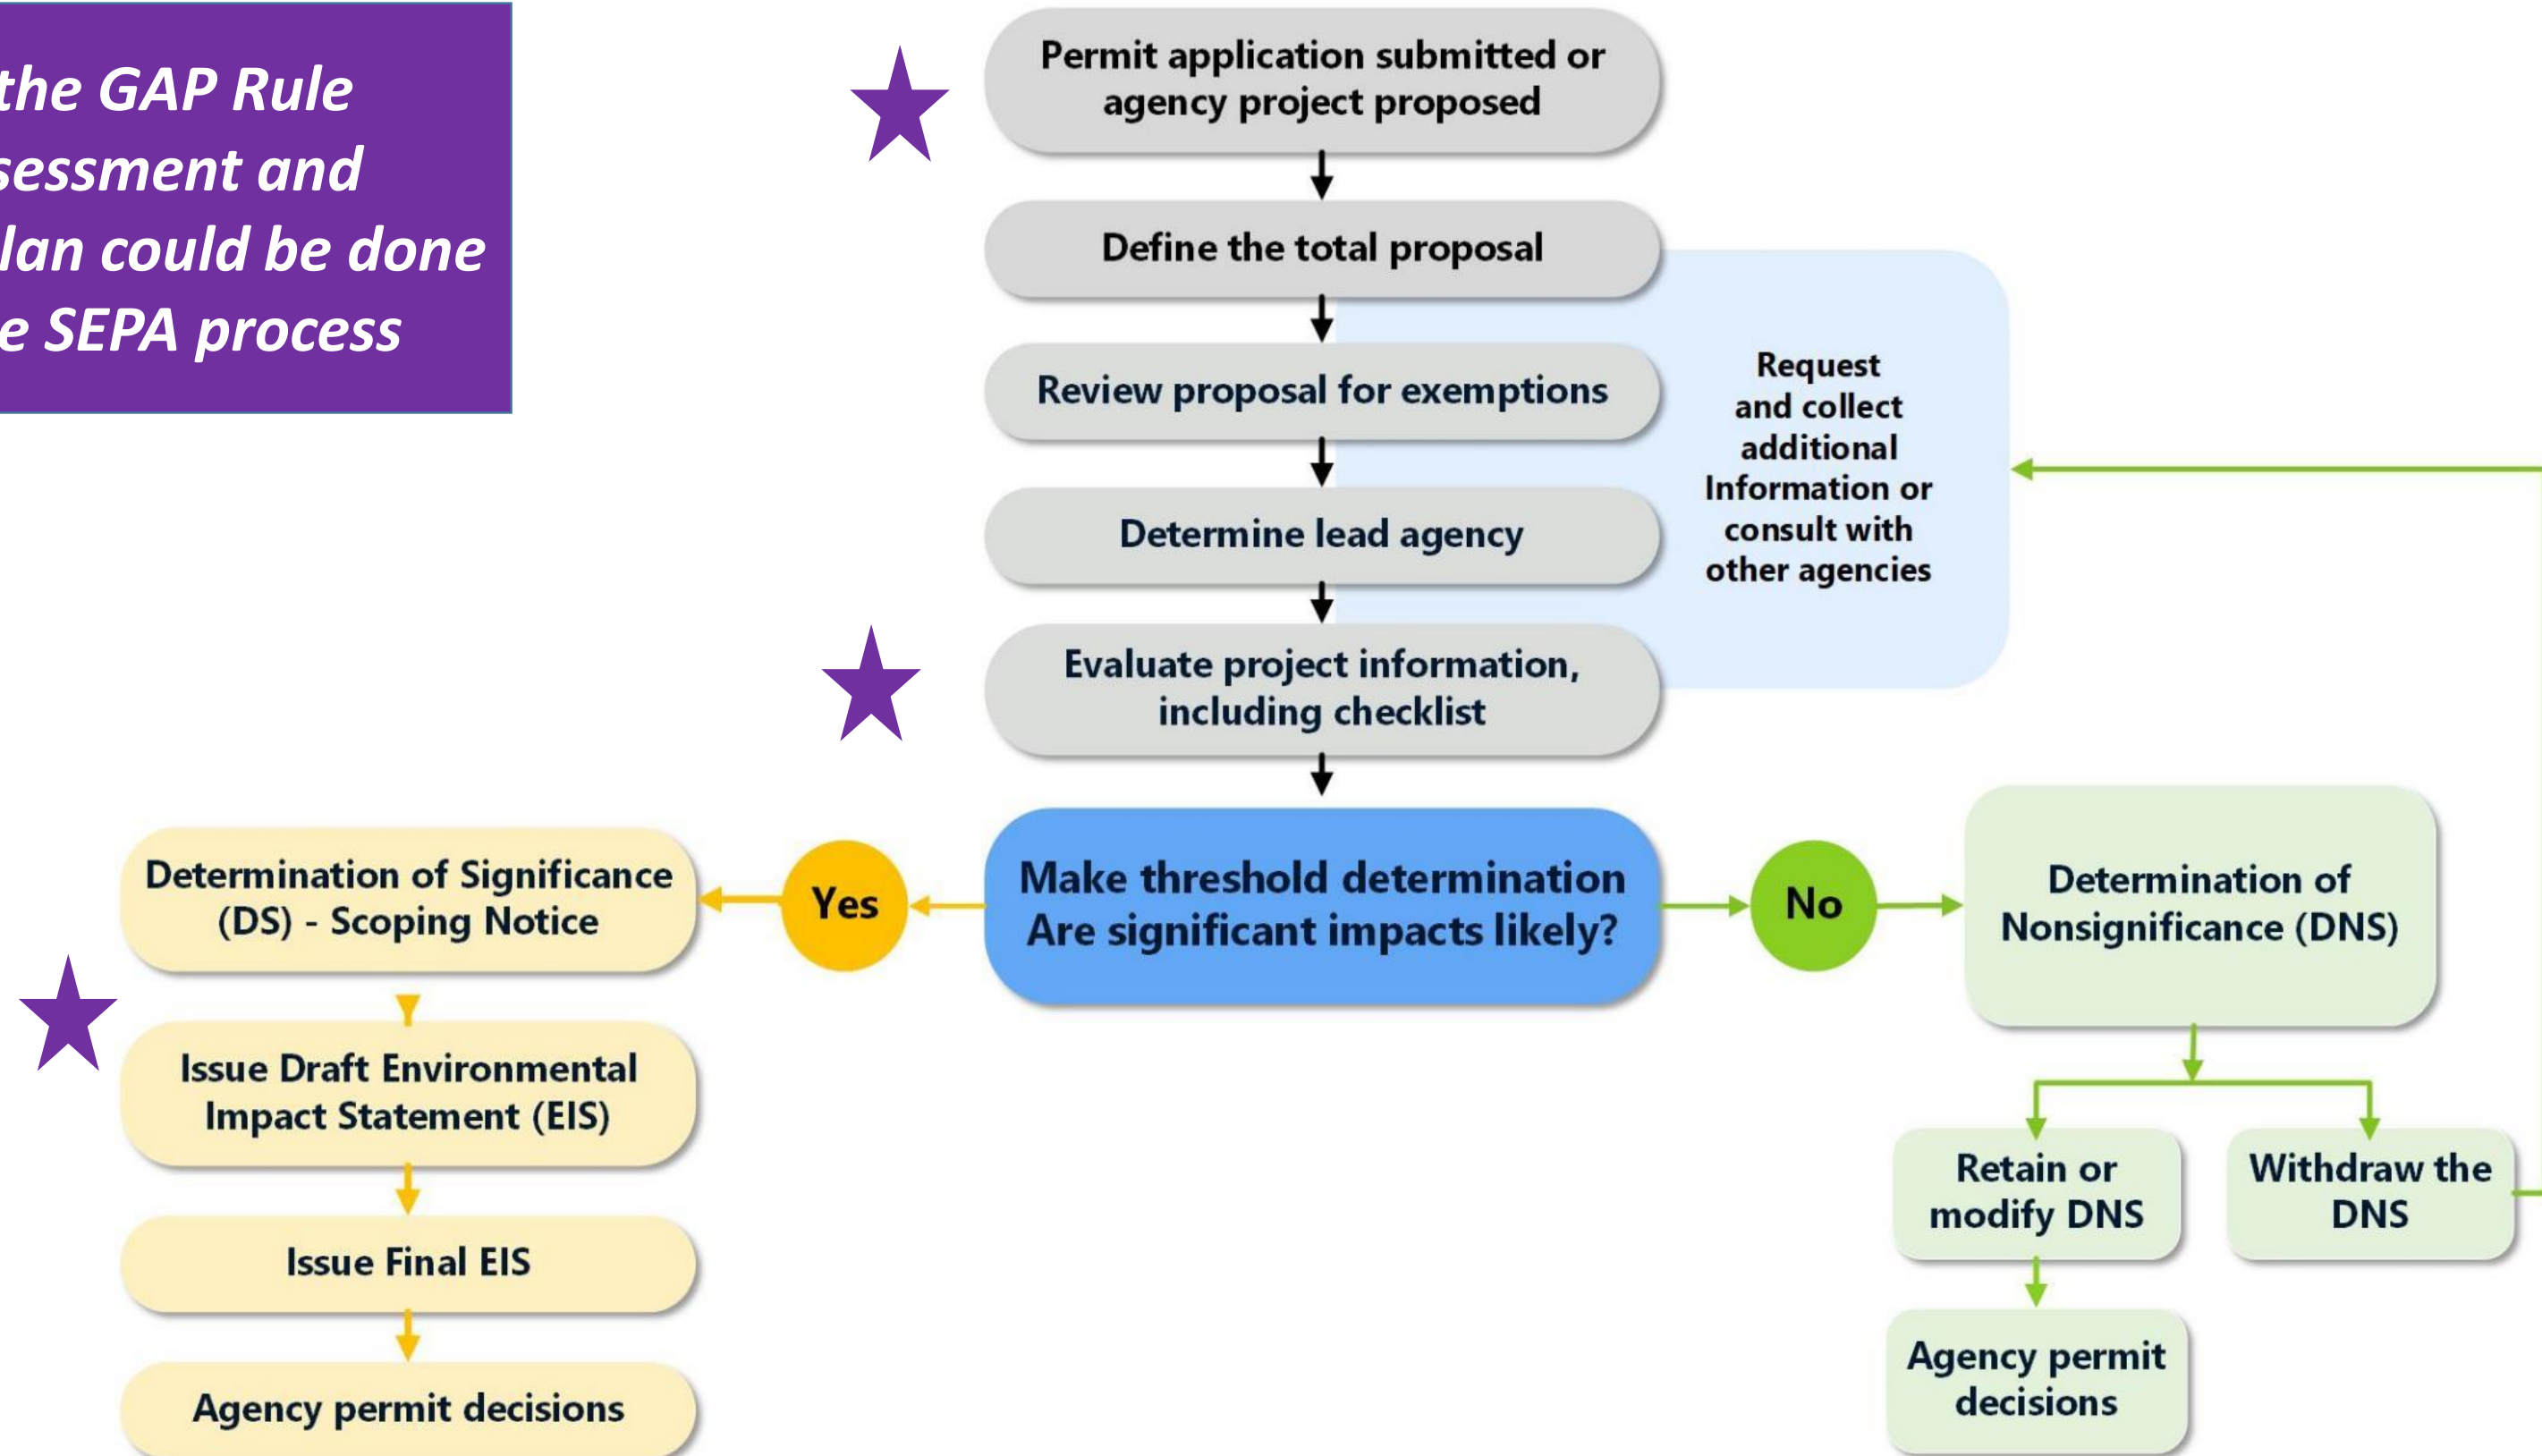 the GAP Rule
sessment and
lan could be done
e SEPA process
Permit application submitted or
agency project proposed
Define the total proposal
Review proposal for exemptions
Determine lead agency
Evaluate project information,
including checklist
Request
and collect
additional
Information or
consult with
other agencies
Make threshold determination
Are significant impacts likely?
Yes
No
Determination of Significance
(DS) - Scoping Notice
Issue Draft Environmental
Impact Statement (EIS)
Issue Final EIS
Agency permit decisions
Determination of
Nonsignificance (DNS)
Retain or
modify DNS
Withdraw the
DNS
Agency permit
decisions